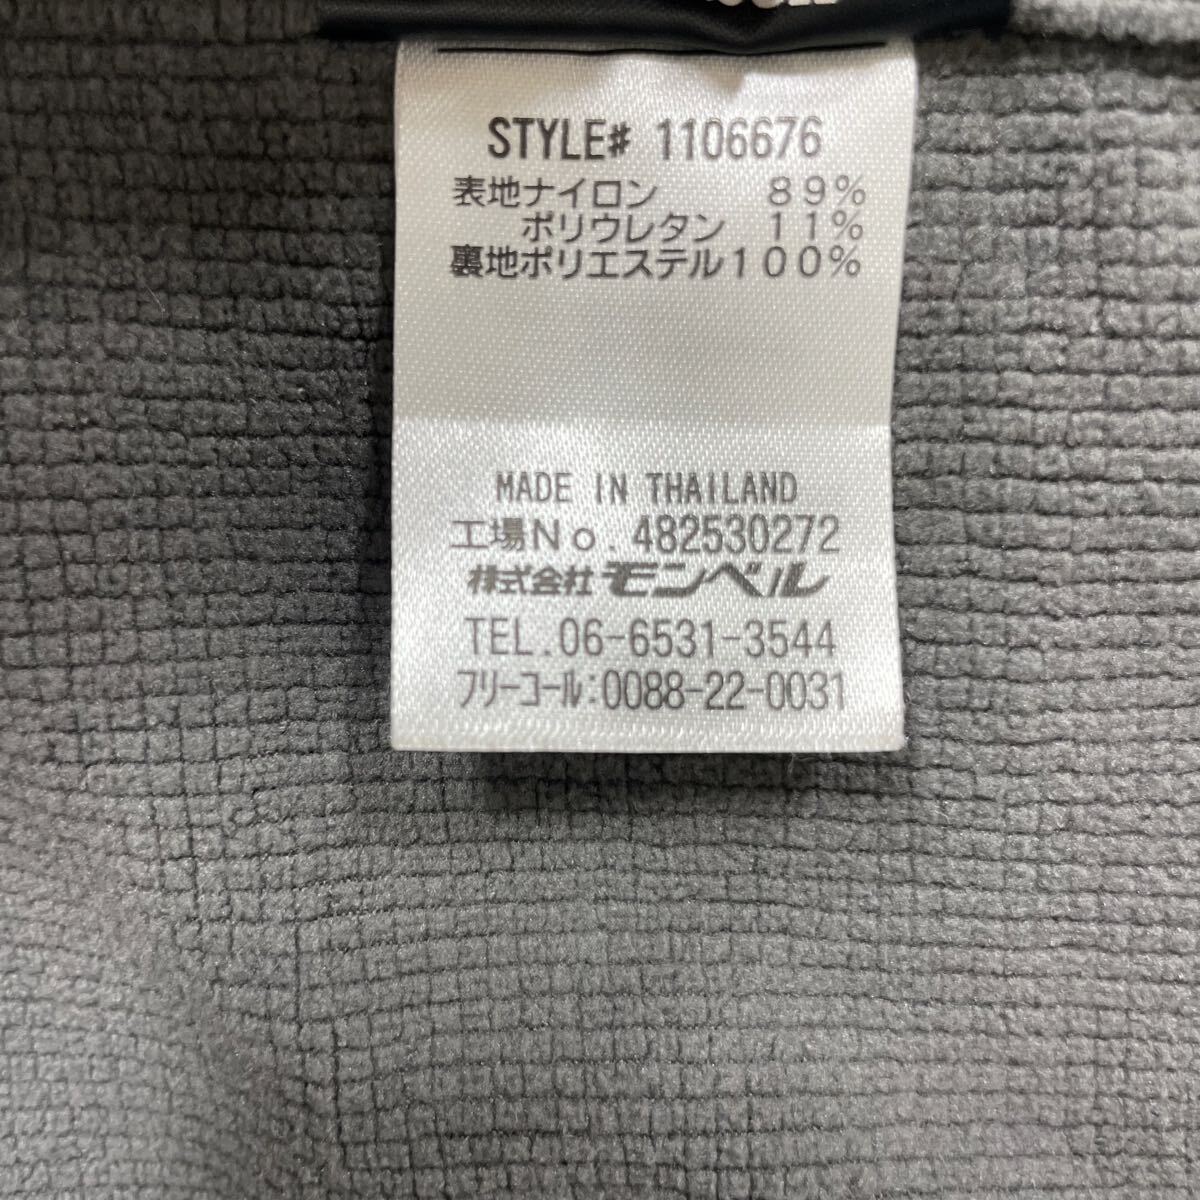 STYLE# 1106676
表地ナイロン 89%
ポリウレタン 11%
裏地ポリエステル100%
MADE IN THAILAND
工場No. 482530272
株式会社モンベル
TEL.06-6531-3544
フリーコール:0088-22-0031